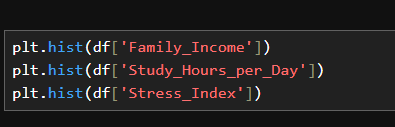 plt.hist(df['Family_Income'])
plt.hist(df['Study_Hours_per_Day'])
plt.hist(df['Stress_Index'])